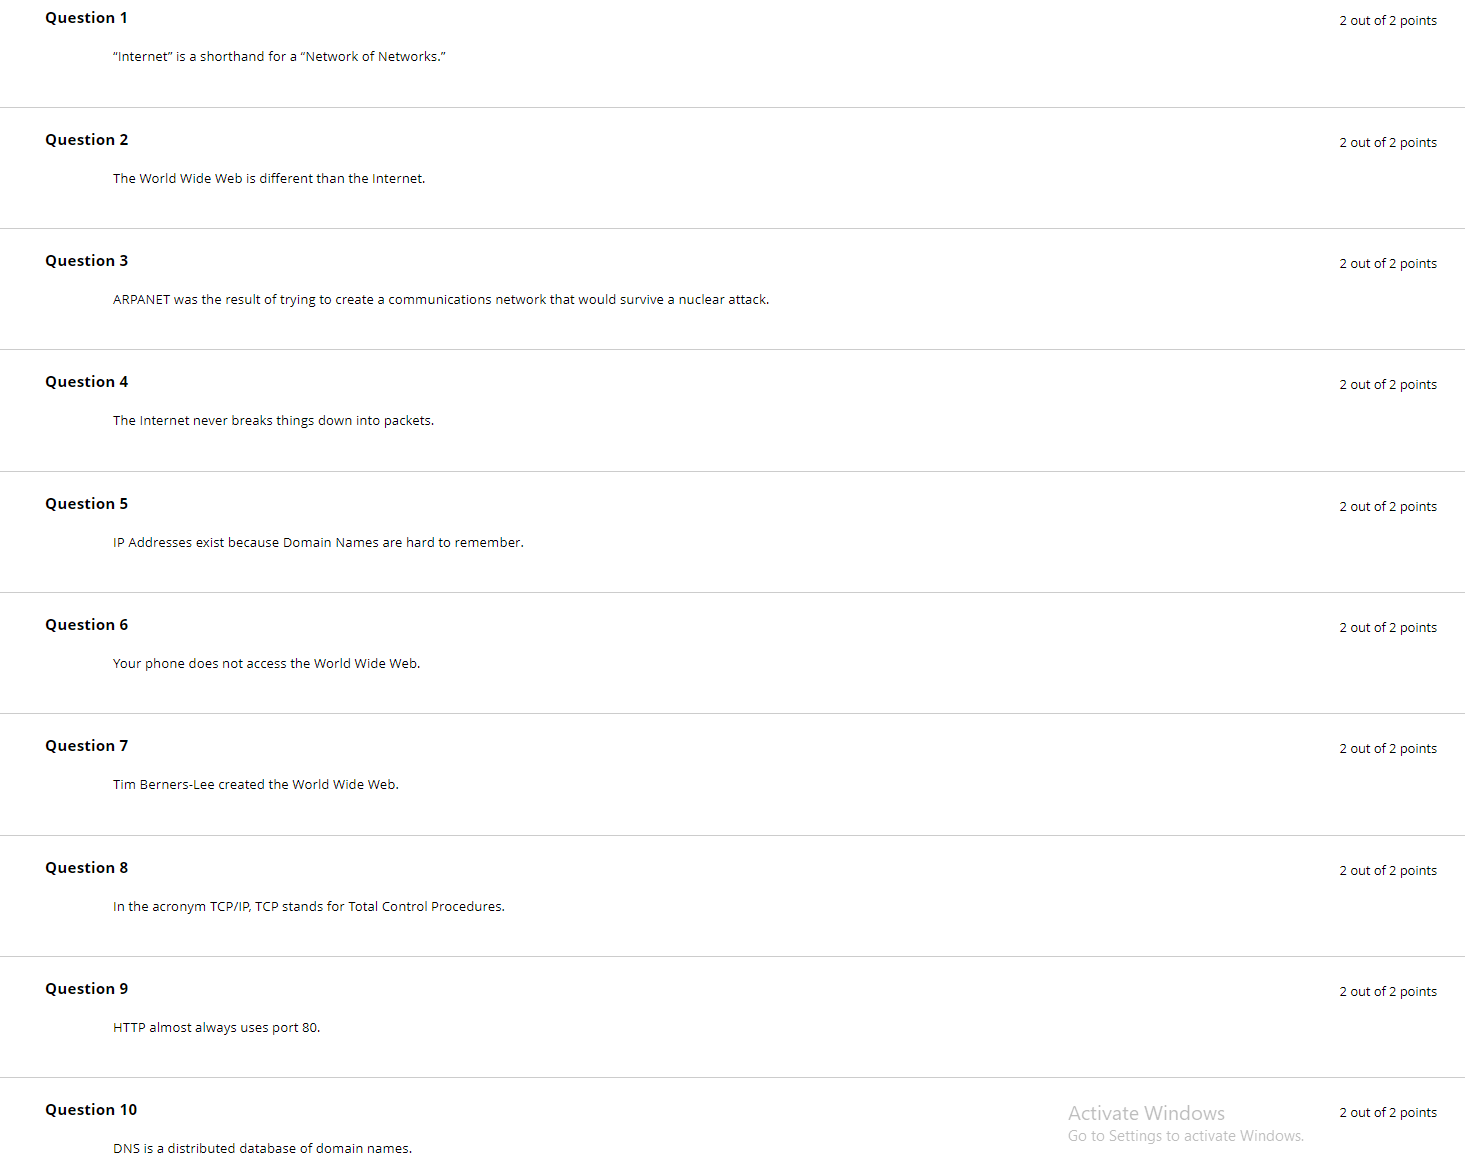 Question 1
2 out of 2 points
“Internet” is a shorthand for a “Network of Networks.”
Question 2
2 out of 2 points
The World Wide Web is different than the Internet.
Question 3
2 out of 2 points
ARPANET was the result of trying to create a communications network that would survive a nuclear attack.
Question 4
2 out of 2 points
The Internet never breaks things down into packets.
Question 5
2 out of 2 points
IP Addresses exist because Domain Names are hard to remember.
Question 6
2 out of 2 points
Your phone does not access the World Wide Web.
Question 7
2 out of 2 points
Tim Berners-Lee created the World Wide Web.
Question 8
2 out of 2 points
In the acronym TCP/IP, TCP stands for Total Control Procedures.
Question 9
2 out of 2 points
HTTP almost always uses port 80.
Question 10
2 out of 2 points
Activate Windows
Go to Settings to activate Windows.
DNS is a distributed database of domain names.